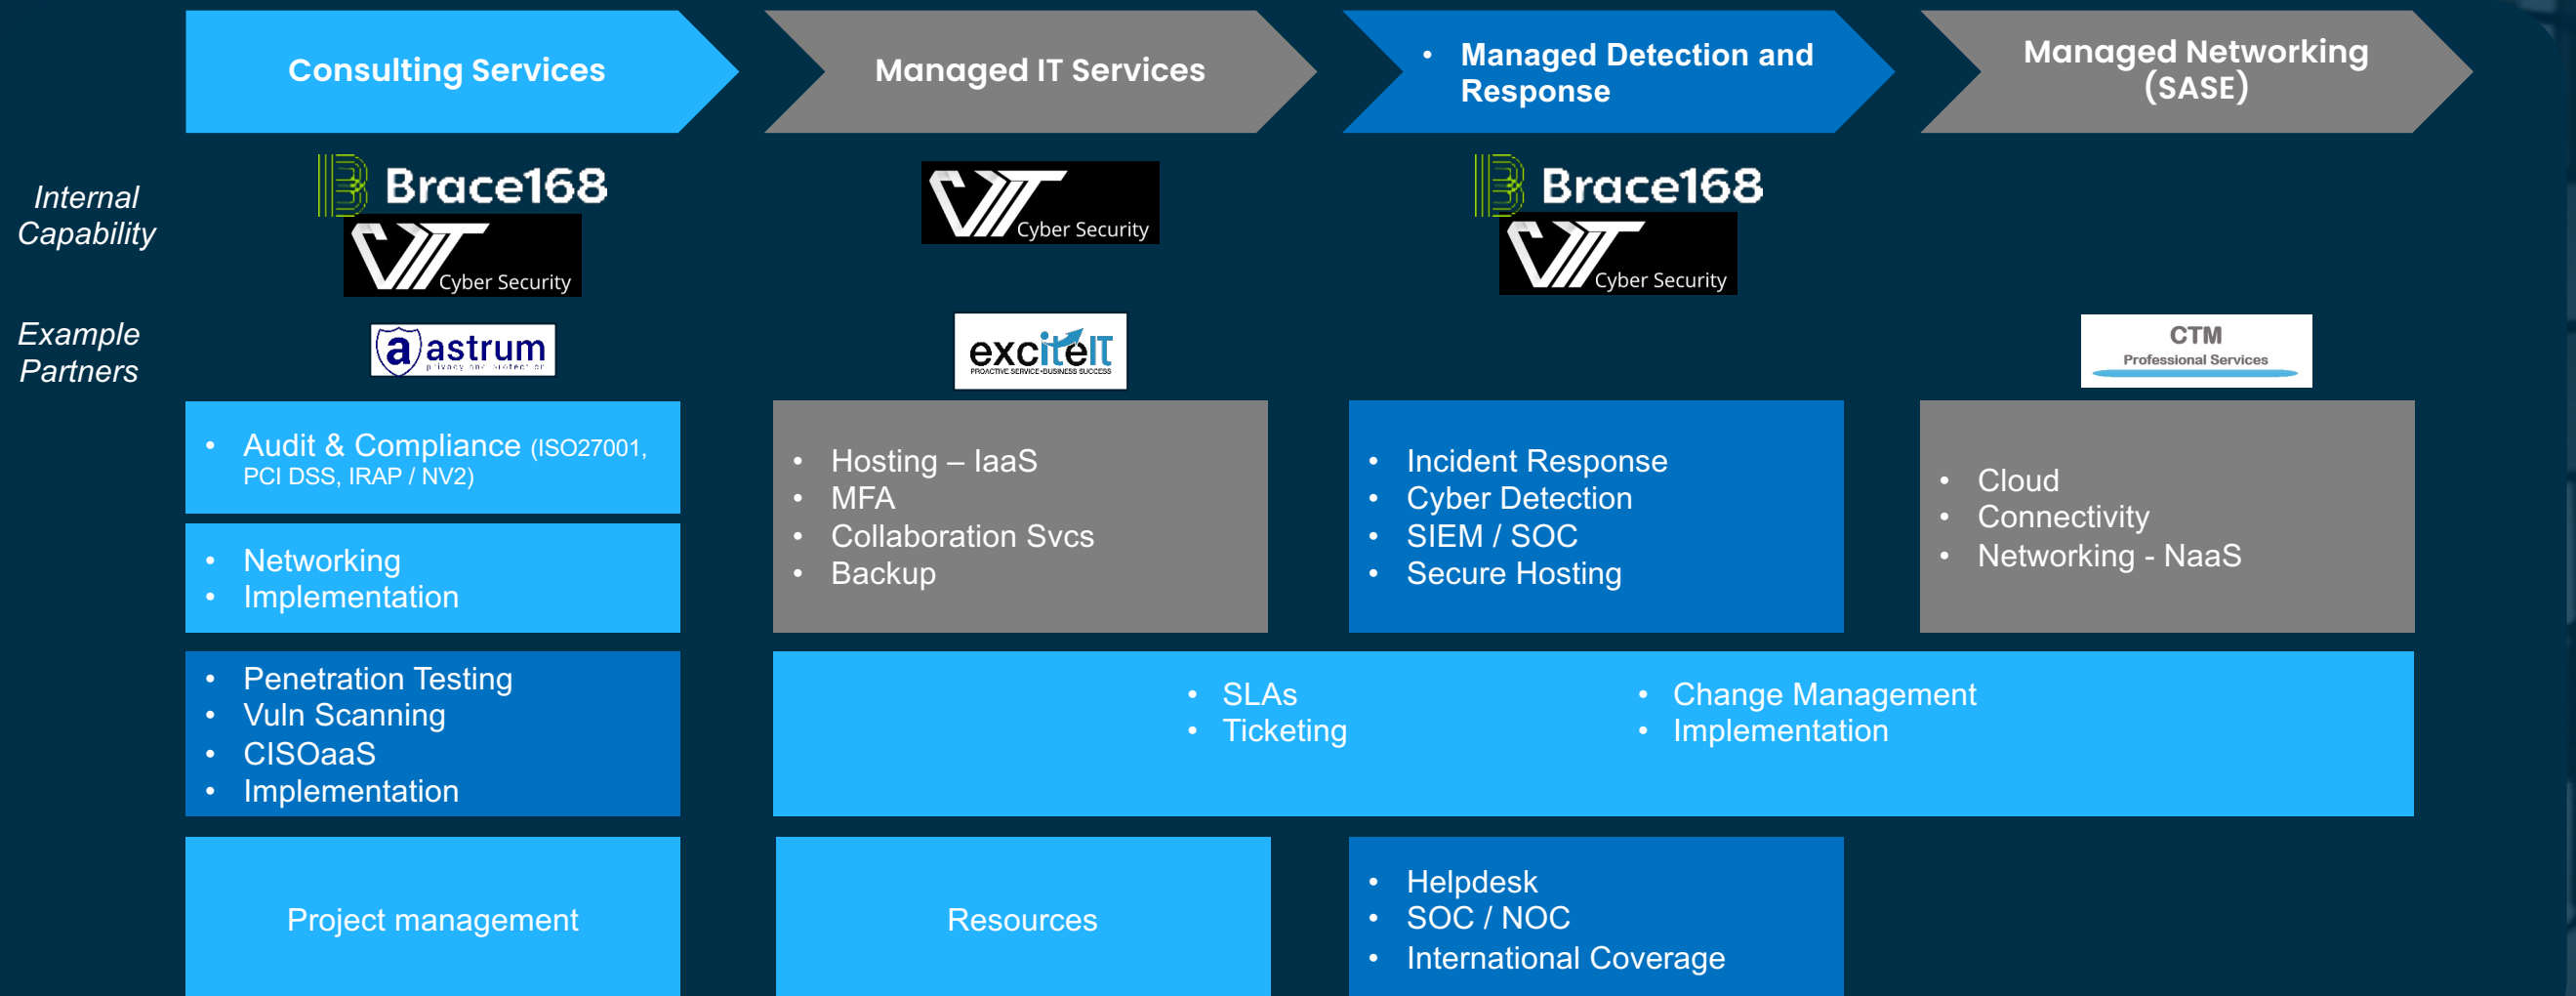 Consulting Services
Managed IT Services
• Managed Detection and
Response
Managed Networking
(SASE)
Internal
Capability
Brace168
Cyber Security
Cyber Security
Brace168
Cyber Security
Example
Partners
a astrum
privacy and protection
exciteIT
PROACTIVE SERVICE•BUSINESS SUCCESS
CTM
Professional Services
• Audit & Compliance (ISO27001,
PCI DSS, IRAP / NV2)
• Networking
• Implementation
• Penetration Testing
• Vuln Scanning
• CISOaaS
• Implementation
Project management
• Hosting – IaaS
• MFA
• Collaboration Svcs
• Backup
• Incident Response
• Cyber Detection
• SIEM / SOC
• Secure Hosting
• Cloud
• Connectivity
• Networking - NaaS
• SLAs
• Ticketing
• Change Management
• Implementation
Resources
• Helpdesk
• SOC / NOC
• International Coverage